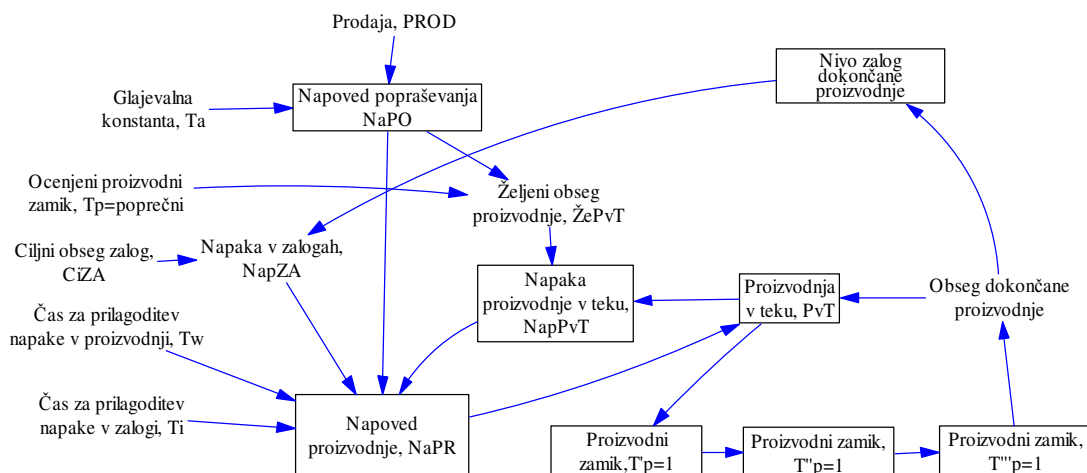 Prodaja, PROD
Nivo zalog
dokončane
proizvodnje
Glajevalna
konstanta, Ta
Napoved popraševanja
NaPO
Ocenjeni proizvodni
zamik, Tp=poprečni
Željeni obseg
proizvodnje, ŽePvT
Ciljni obseg zalog,
CiZA
Napaka v zalogah,
NapZA
Napaka
proizvodnje v teku,
NapPvT
Proizvodnja
v teku, PvT
Obseg dokončane
proizvodnje
Čas za prilagoditev
napake v proizvodnji, Tw
Čas za prilagoditev
napake v zalogi, Ti
Napoved
proizvodnje, NaPR
Proizvodni
zamik,T'p=1
Proizvodni zamik,
T"p=1
Proizvodni zamik,
T'"p=1